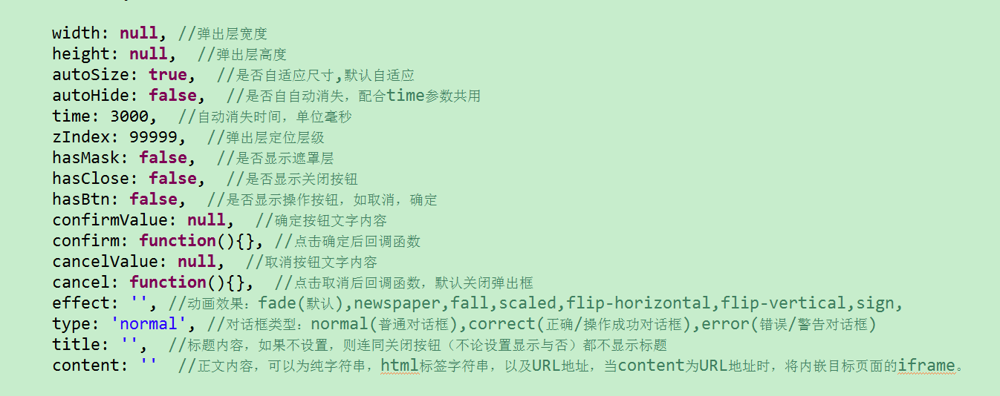 width: null, //弹出层宽度
height: null,  //弹出层高度
autoSize: true,  //是否自适应尺寸,默认自适应
autoHide: false,  //是否自自动消失，配合time参数共用
time: 3000,  //自动消失时间，单位毫秒
zIndex: 99999,  //弹出层定位层级
hasMask: false,  //是否显示遮罩层
hasClose: false,  //是否显示关闭按钮
hasBtn: false,  //是否显示操作按钮，如取消，确定
confirmValue: null,  //确定按钮文字内容
confirm: function(){}, //点击确定后回调函数
cancelValue: null,  //取消按钮文字内容
cancel: function(){},  //点击取消后回调函数，默认关闭弹出框
effect: '', //动画效果：fade(默认),newspaper,fall,scaled,flip-horizontal,flip-vertical,sign,
type: 'normal', //对话框类型：normal(普通对话框),correct(正确/操作成功对话框),error(错误/警告对话框)
title: '',  //标题内容，如果不设置，则连同关闭按钮（不论设置显示与否）都不显示标题
content: ''  //正文内容，可以为纯字符串，html标签字符串，以及URL地址，当content为URL地址时，将内嵌目标页面的iframe。